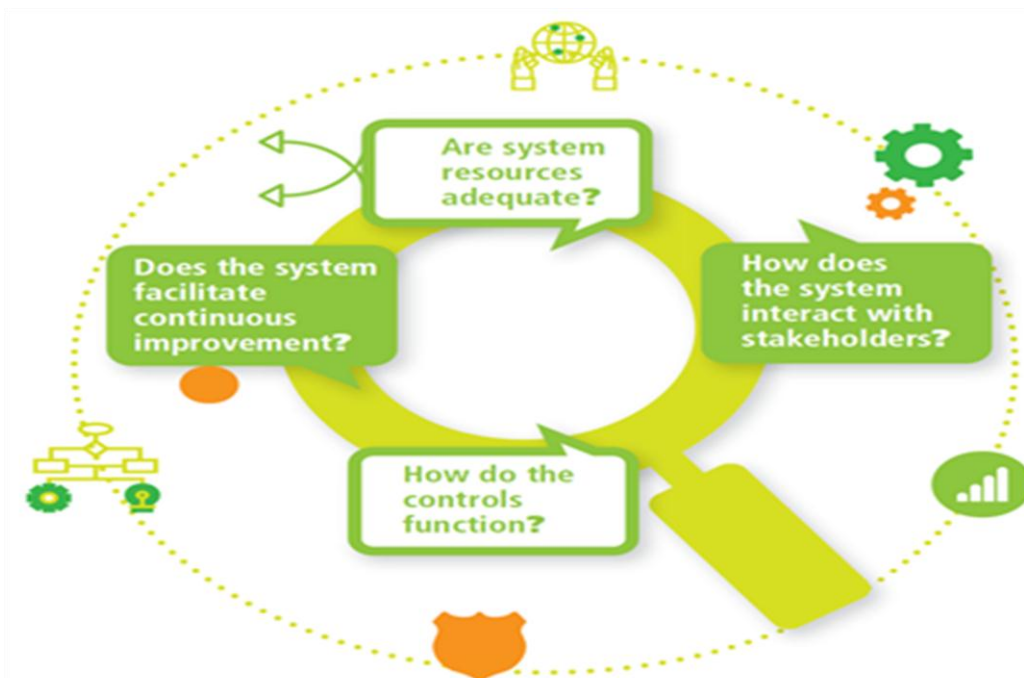 Are system
resources
adequate?
Does the system
facilitate
continuous
improvement?
How does
the system
interact with
stakeholders?
How do the
controls
function?